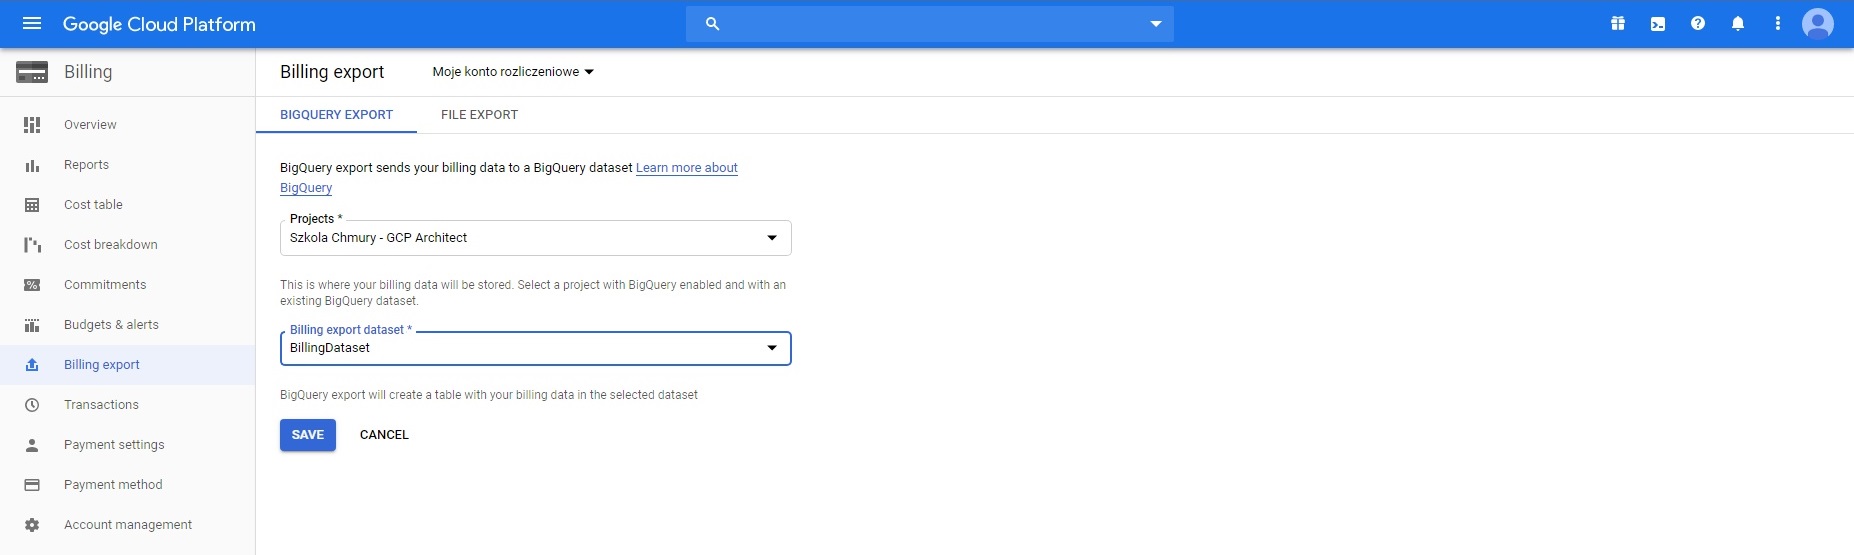 Google Cloud Platform
Billing
Billing export
Moje konto rozliczeniowe
Overview
Reports
Cost table
Cost breakdown
Commitments
Budgets & alerts
Billing export
Transactions
Payment settings
Payment method
Account management
BIGQUERY EXPORT
FILE EXPORT
BigQuery export sends your billing data to a BigQuery dataset Learn more about
BigQuery
Projects *
Szkola Chmury - GCP Architect
This is where your billing data will be stored. Select a project with BigQuery enabled and with an
existing BigQuery dataset.
Billing export dataset *
BillingDataset
BigQuery export will create a table with your billing data in the selected dataset
SAVE
CANCEL